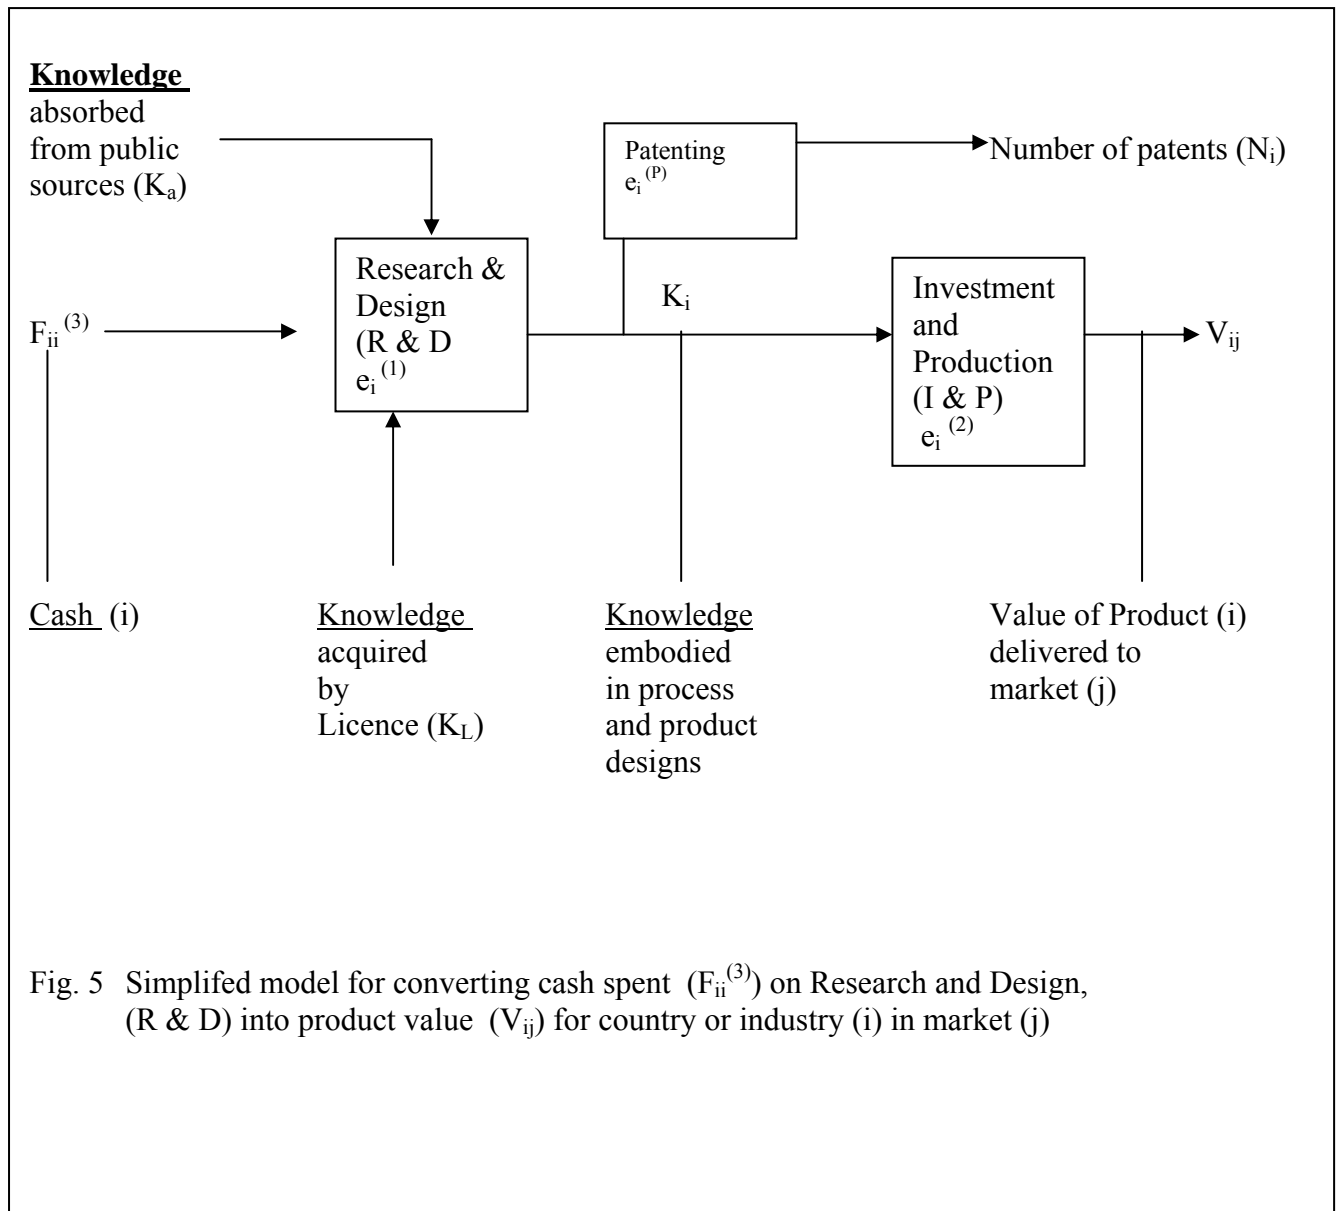 Knowledge
absorbed
from public
sources (Kₐ)
Patenting
eᵢ ⁽ᴾ⁾
Number of patents (Nᵢ)
Fᵢᵢ ⁽³⁾
Research &
Design
(R & D
eᵢ ⁽¹⁾
Kᵢ
Investment
and
Production
(I & P)
eᵢ ⁽²⁾
Vᵢⱼ
Cash (i)
Knowledge
acquired
by
Licence (K_L)
Knowledge
embodied
in process
and product
designs
Value of Product (i)
delivered to
market (j)
Fig. 5 Simplifed model for converting cash spent (Fᵢᵢ⁽³⁾) on Research and Design,
(R & D) into product value (Vᵢⱼ) for country or industry (i) in market (j)